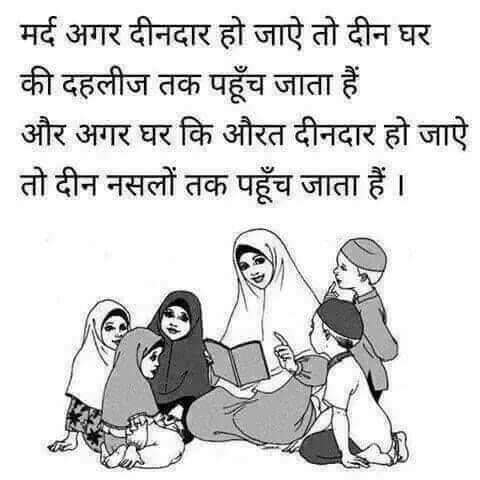 मर्द अगर दीनदार हो जाऐ तो दीन घर
की दहलीज तक पहूँच जाता हैं
और अगर घर कि औरत दीनदार हो जाऐ
तो दीन नसलों तक पहूँच जाता हैं ।